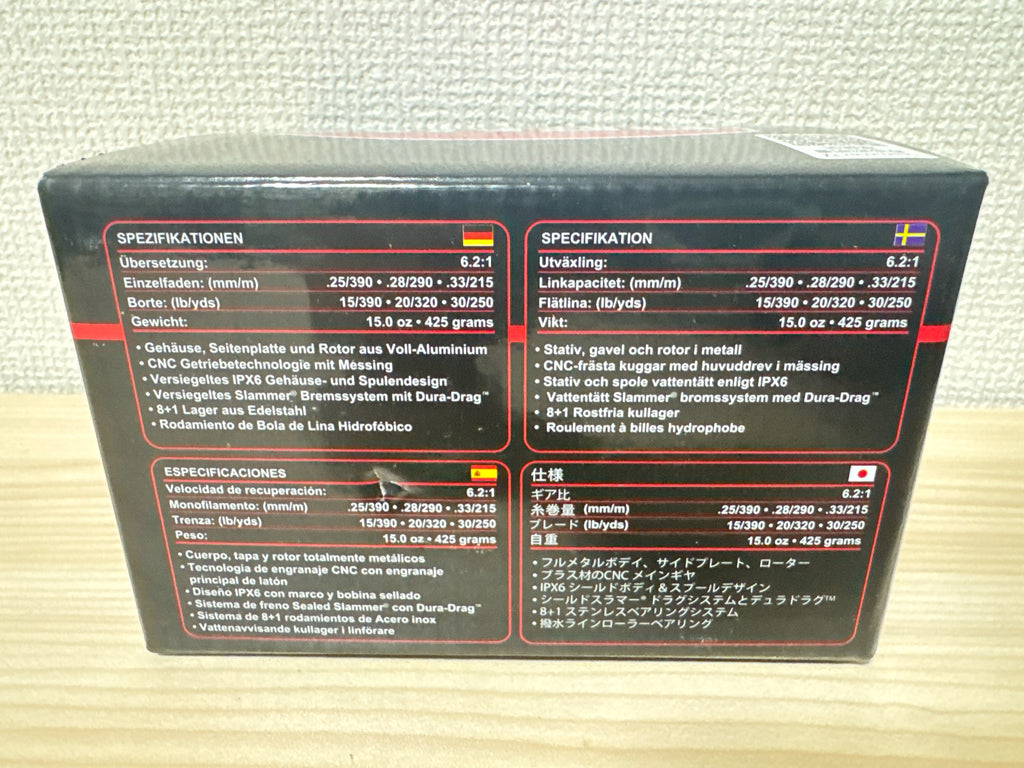 SPEZIFIKATIONEN
Übersetzung: 6.2:1
Einzelfaden: (mm/m) .25/390 • .28/290 • .33/215
Borte: (lb/yds) 15/390 • 20/320 • 30/250
Gewicht: 15.0 oz • 425 grams
• Gehäuse, Seitenplatte und Rotor aus Voll-Aluminium
• CNC Getriebetechnologie mit Messing
• Versiegeltes IPX6 Gehäuse- und Spulendesign
• Versiegeltes Slammer® Bremssystem mit Dura-Drag™
• 8+1 Lager aus Edelstahl
• Rodamiento de Bola de Lina Hidrofóbico
SPECIFIKATION
Utväxling: 6.2:1
Linkapacitet: (mm/m) .25/390 • .28/290 • .33/215
Flätlina: (lb/yds) 15/390 • 20/320 • 30/250
Vikt: 15.0 oz • 425 grams
• Stativ, gavel och rotor i metall
• CNC-frästa kuggar med huvuddrev i mässing
• Stativ och spole vattentätt enligt IPX6
• Vattentätt Slammer® bromssystem med Dura-Drag™
• 8+1 Rostfria kullager
• Roulement à billes hydrophobe
ESPECIFICACIONES
Velocidad de recuperación: 6.2:1
Monofilamento: (mm/m) .25/390 • .28/290 • .33/215
Trenza: (lb/yds) 15/390 • 20/320 • 30/250
Peso: 15.0 oz • 425 grams
• Cuerpo, tapa y rotor totalmente metálicos
• Tecnologia de engranaje CNC con engranaje
principal de latón
• Diseño IPX6 con marco y bobina sellado
• Sistema de freno Sealed Slammer® con Dura-Drag™
• Sistema de 8+1 rodamientos de Acero inox
• Vattenavvisande kullager i linförare
仕様
ギア比 6.2:1
糸巻量 (mm/m) .25/390 • .28/290 • .33/215
ブレード (lb/yds) 15/390 • 20/320 • 30/250
自重 15.0 oz • 425 grams
• フルメタルボデイ、サイドプレート、ローター
• ブラス材のCNC メインギヤ
• IPX6 シールドボディ&スプールデザイン
• シールドスラマー® ドラグシステムとデュラドラグ™
• 8+1 ステンレスベアリングシステム
• 撥水ラインローラーベアリング